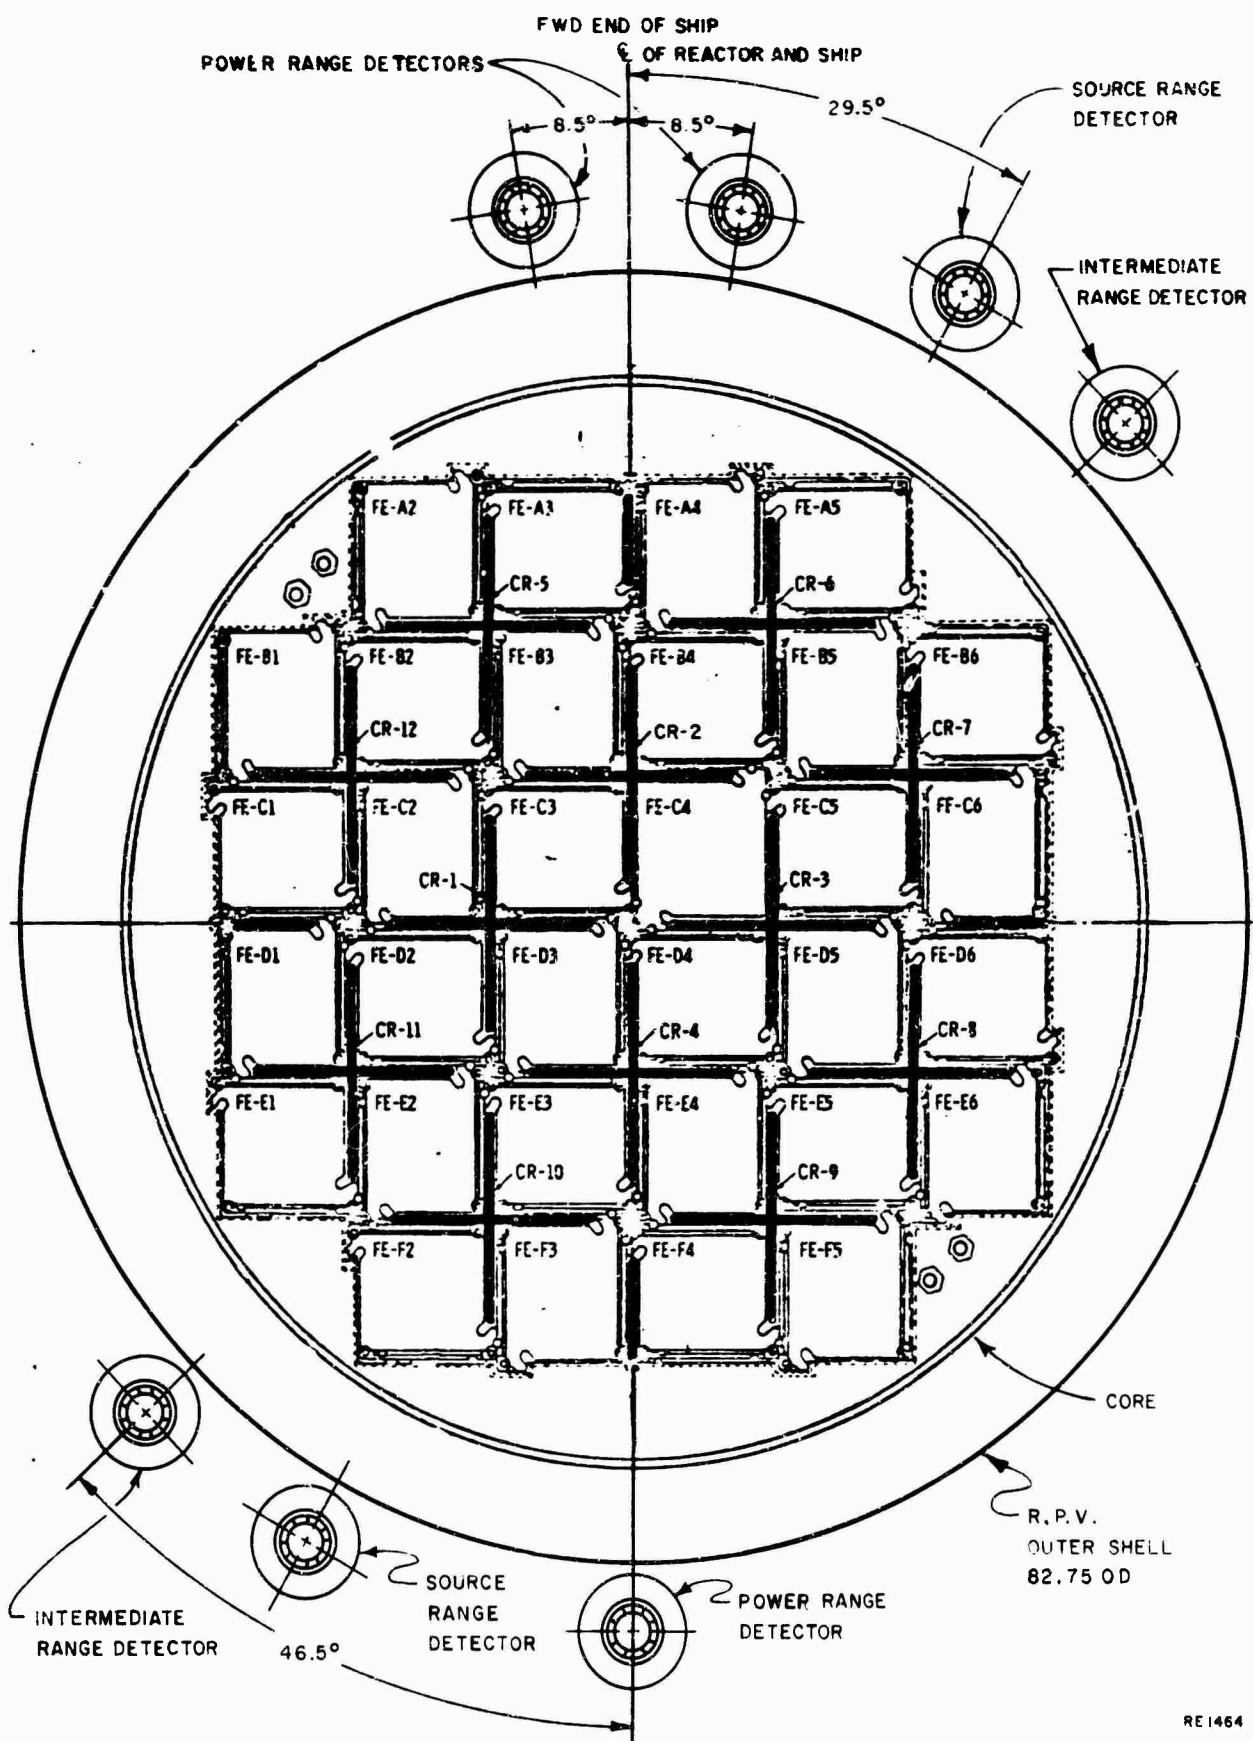 FWD END OF SHIP
℄ OF REACTOR AND SHIP
POWER RANGE DETECTORS
8.5°
8.5°
29.5°
SOURCE RANGE
DETECTOR
INTERMEDIATE
RANGE DETECTOR
FE-A2
FE-A3
FE-A4
FE-A5
CR-5
CR-6
FE-B1
FE-B2
FE-B3
FE-B4
FE-B5
FE-B6
CR-12
CR-2
CR-7
FE-C1
FE-C2
FE-C3
FE-C4
FE-C5
FE-C6
CR-1
CR-3
FE-D1
FE-D2
FE-D3
FE-D4
FE-D5
FE-D6
CR-11
CR-4
CR-8
FE-E1
FE-E2
FE-E3
FE-E4
FE-E5
FE-E6
CR-10
CR-9
FE-F2
FE-F3
FE-F4
FE-F5
CORE
R.P.V.
OUTER SHELL
82.75 OD
SOURCE
RANGE
DETECTOR
POWER RANGE
DETECTOR
INTERMEDIATE
RANGE DETECTOR
46.5°
RE1464